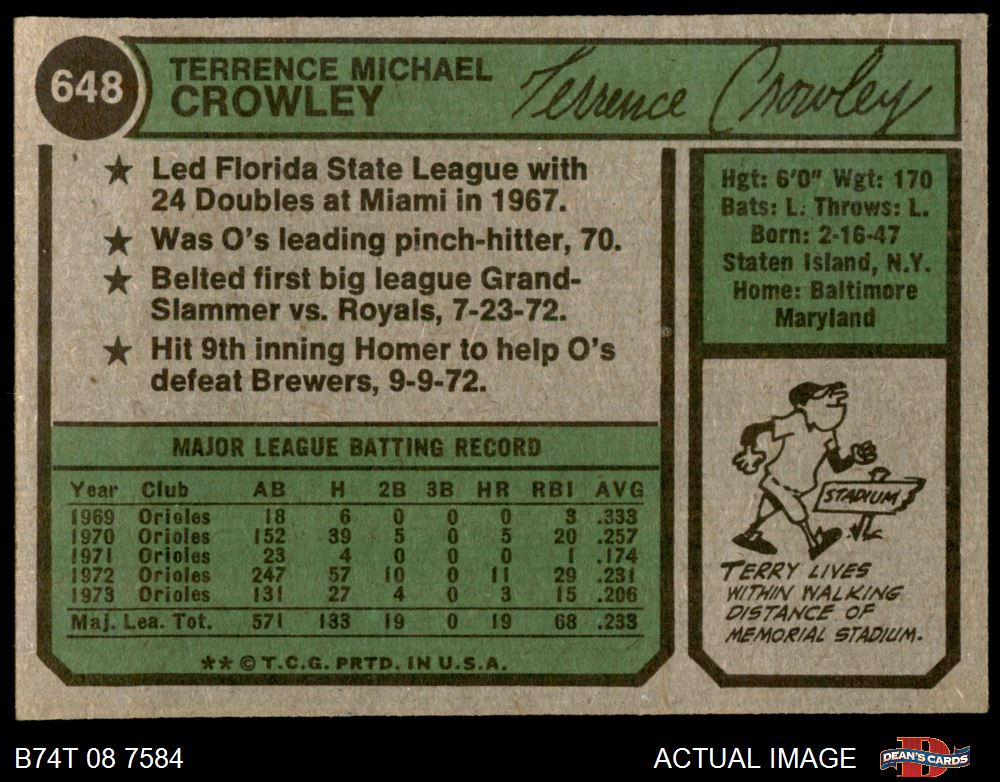 648
TERRENCE MICHAEL
CROWLEY
Terrence Crowley
★ Led Florida State League with
24 Doubles at Miami in 1967.
★ Was O's leading pinch-hitter, 70.
★ Belted first big league Grand-
Slammer vs. Royals, 7-23-72.
★ Hit 9th inning Homer to help O's
defeat Brewers, 9-9-72.
MAJOR LEAGUE BATTING RECORD
Year Club AB H 2B 3B HR RBI AVG
1969 Orioles 18 6 0 0 0 3 .333
1970 Orioles 152 39 5 0 5 20 .257
1971 Orioles 23 4 0 0 0 1 .174
1972 Orioles 247 57 10 0 11 29 .231
1973 Orioles 131 27 4 0 3 15 .206
Maj. Lea. Tot. 571 133 19 0 19 68 .233
** © T.C.G. PRTD. IN U.S.A.
Hgt: 6'0" Wgt: 170
Bats: L. Throws: L.
Born: 2-16-47
Staten Island, N.Y.
Home: Baltimore
Maryland
STADIUM
TERRY LIVES
WITHIN WALKING
DISTANCE OF
MEMORIAL STADIUM.
B74T 08 7584
ACTUAL IMAGE
DEAN'S CARDS